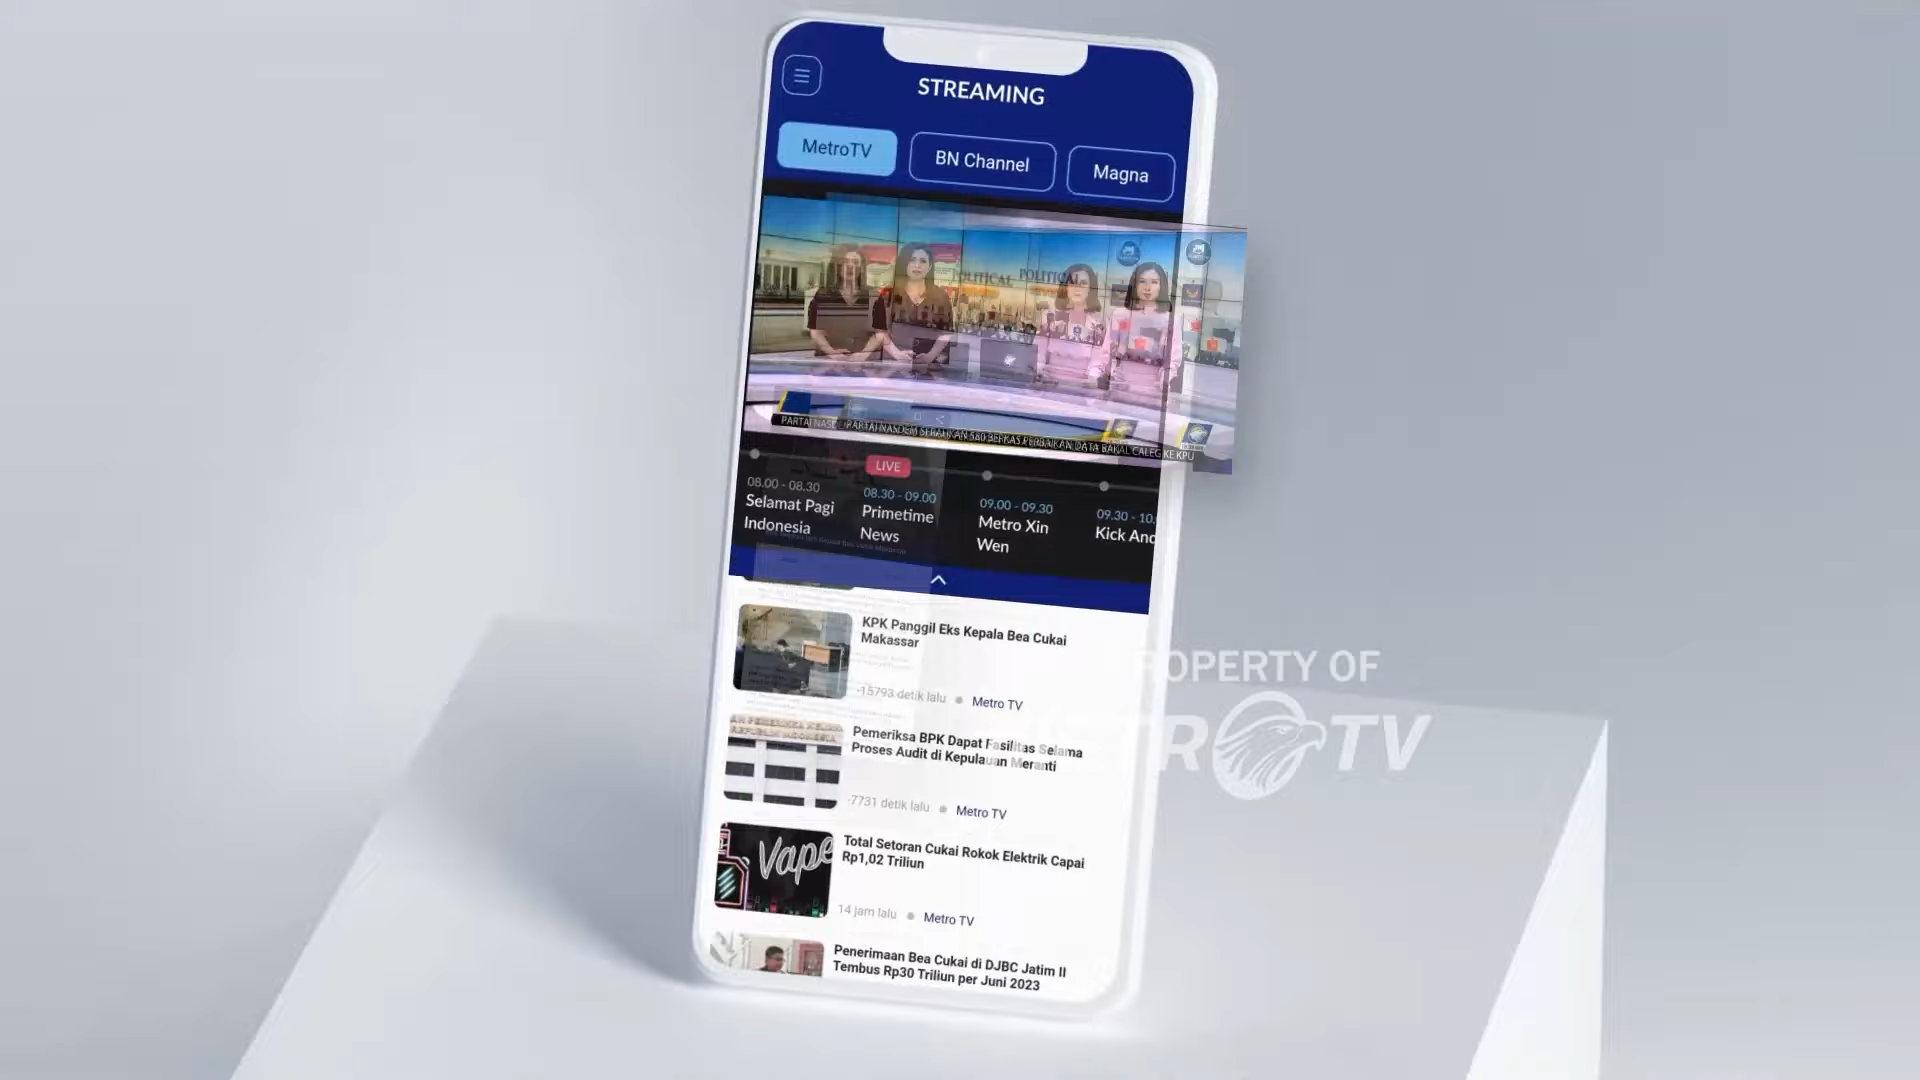 STREAMING
MetroTV
BN Channel
Magna
POLITICAL POLITICAL
PARTAI NASDEM SERAHKAN 580 BERKAS PERBAIKAN DATA BAKAL CALEG KE KPU
LIVE
08.00 - 08.30
Selamat Pagi
Indonesia
08.30 - 09.00
Primetime
News
09.00 - 09.30
Metro Xin
Wen
09.30 - 10.
Kick And
KPK Panggil Eks Kepala Bea Cukai
Makassar
-15793 detik lalu
Metro TV
Pemeriksa BPK Dapat Fasilitas Selama
Proses Audit di Kepulauan Meranti
-7731 detik lalu
Metro TV
Vape
Total Setoran Cukai Rokok Elektrik Capai
Rp1,02 Triliun
14 jam lalu
Metro TV
Penerimaan Bea Cukai di DJBC Jatim II
Tembus Rp30 Triliun per Juni 2023
OPERTY OF
TV